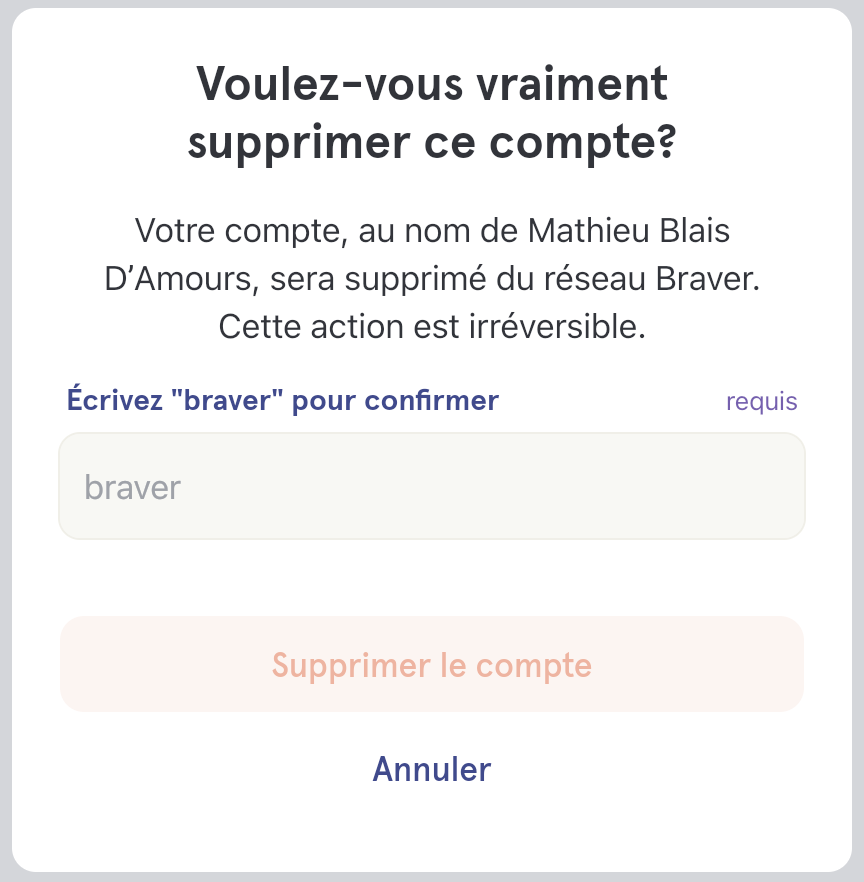 Voulez-vous vraiment
supprimer ce compte?
Votre compte, au nom de Mathieu Blais
D’Amours, sera supprimé du réseau Braver.
Cette action est irréversible.
Écrivez "braver" pour confirmer requis
braver
Supprimer le compte
Annuler